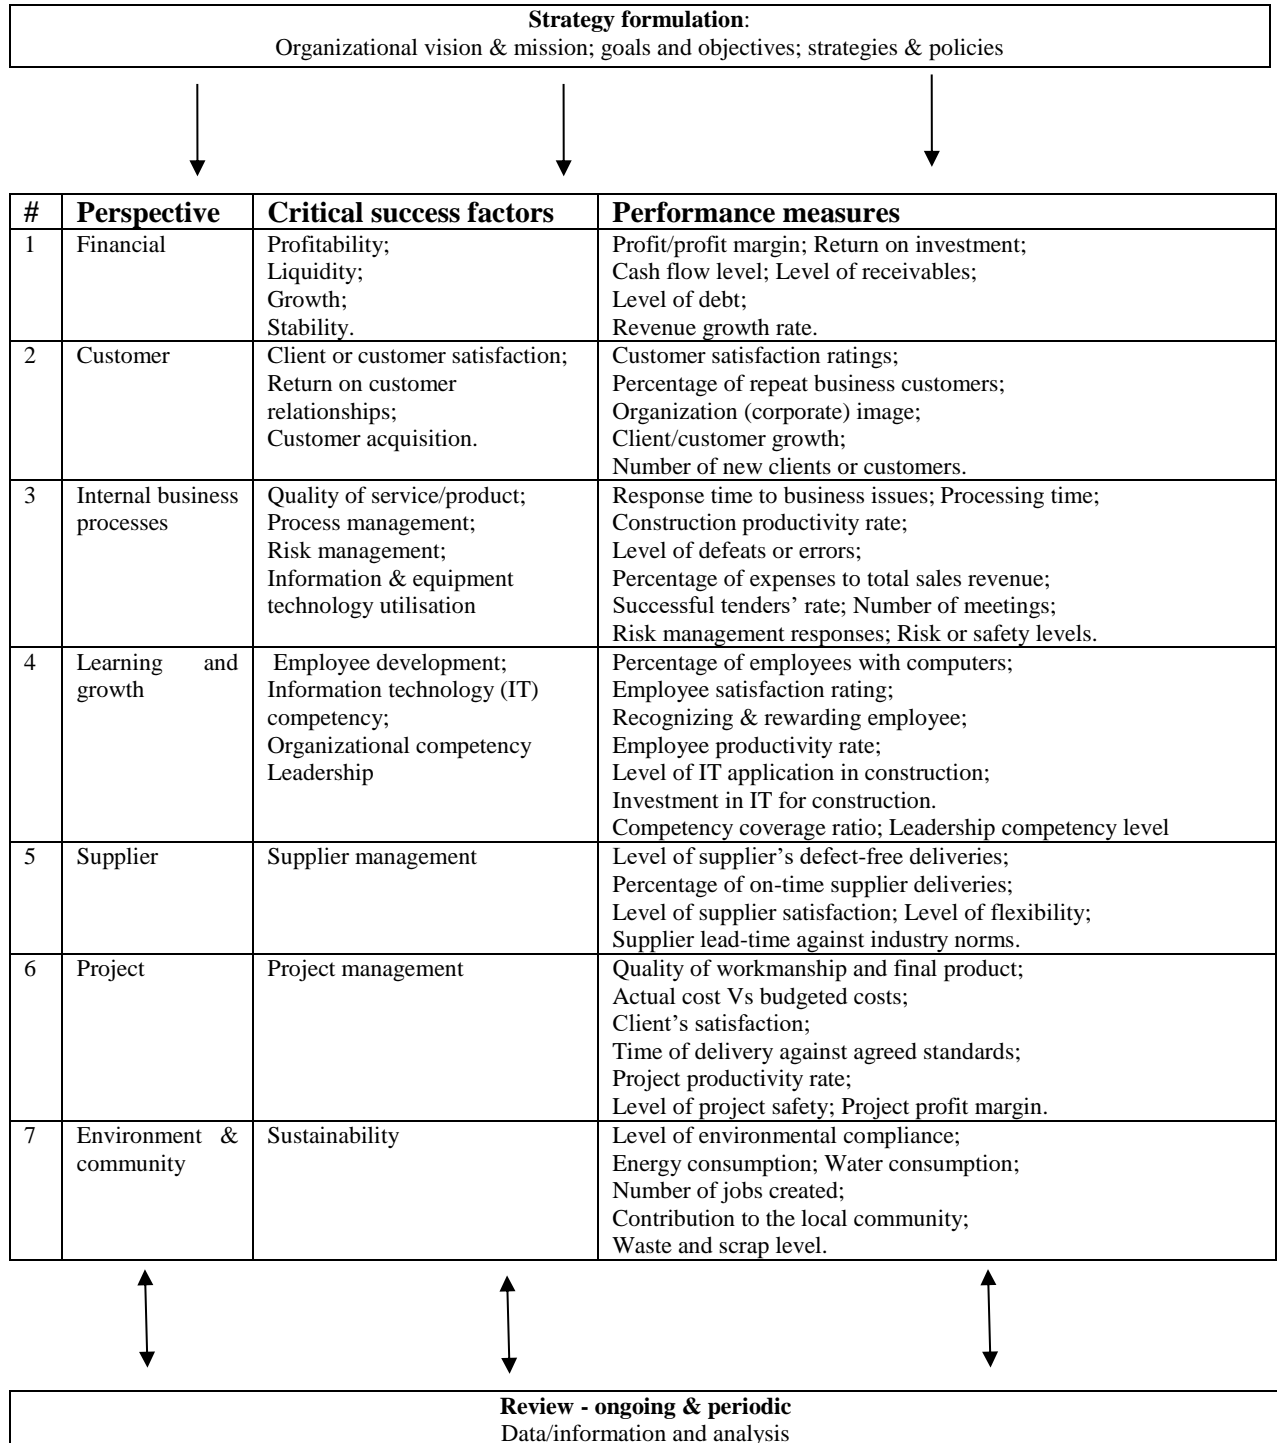 Strategy formulation:
Organizational vision & mission; goals and objectives; strategies & policies
# Perspective Critical success factors Performance measures
1 Financial Profitability; Profit/profit margin; Return on investment;
Liquidity; Cash flow level; Level of receivables;
Growth; Level of debt;
Stability. Revenue growth rate.
2 Customer Client or customer satisfaction; Customer satisfaction ratings;
Return on customer Percentage of repeat business customers;
relationships; Organization (corporate) image;
Customer acquisition. Client/customer growth;
Number of new clients or customers.
3 Internal business Quality of service/product; Response time to business issues; Processing time;
processes Process management; Construction productivity rate;
Risk management; Level of defeats or errors;
Information & equipment Percentage of expenses to total sales revenue;
technology utilisation Successful tenders’ rate; Number of meetings;
Risk management responses; Risk or safety levels.
4 Learning and Employee development; Percentage of employees with computers;
growth Information technology (IT) Employee satisfaction rating;
competency; Recognizing & rewarding employee;
Organizational competency Employee productivity rate;
Leadership Level of IT application in construction;
Investment in IT for construction.
Competency coverage ratio; Leadership competency level
5 Supplier Supplier management Level of supplier’s defect-free deliveries;
Percentage of on-time supplier deliveries;
Level of supplier satisfaction; Level of flexibility;
Supplier lead-time against industry norms.
6 Project Project management Quality of workmanship and final product;
Actual cost Vs budgeted costs;
Client’s satisfaction;
Time of delivery against agreed standards;
Project productivity rate;
Level of project safety; Project profit margin.
7 Environment & Sustainability Level of environmental compliance;
community Energy consumption; Water consumption;
Number of jobs created;
Contribution to the local community;
Waste and scrap level.
Review - ongoing & periodic
Data/information and analysis